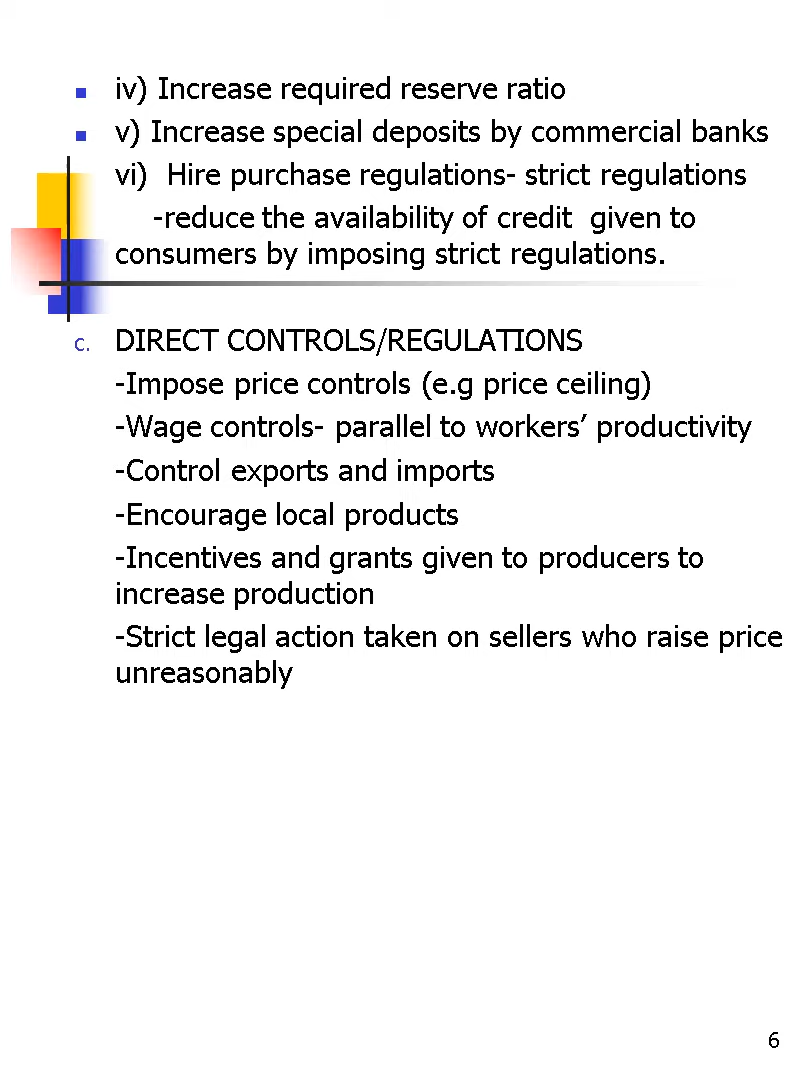 iv) Increase required reserve ratio
v) Increase special deposits by commercial banks
vi) Hire purchase regulations- strict regulations
-reduce the availability of credit given to
consumers by imposing strict regulations.
c. DIRECT CONTROLS/REGULATIONS
-Impose price controls (e.g price ceiling)
-Wage controls- parallel to workers’ productivity
-Control exports and imports
-Encourage local products
-Incentives and grants given to producers to
increase production
-Strict legal action taken on sellers who raise price
unreasonably
6